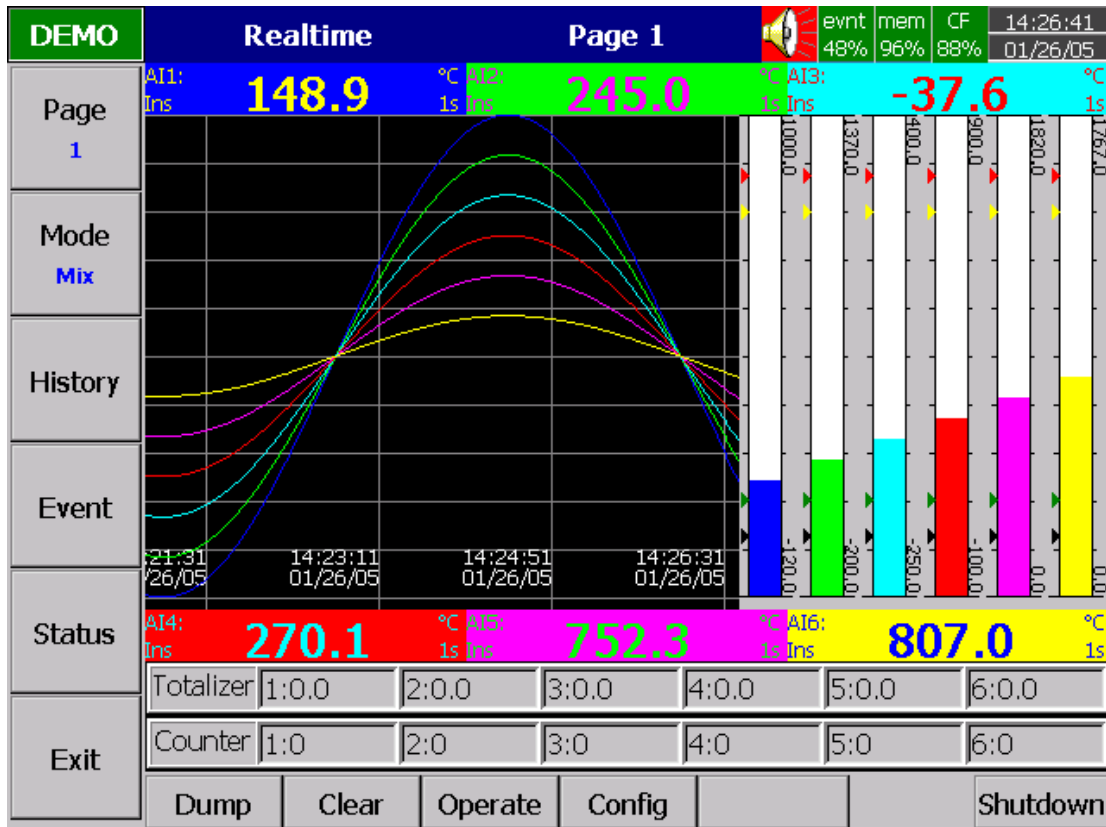 DEMO
Realtime
Page 1
evnt 48%
mem 96%
CF 88%
14:26:41
01/26/05
Page
1
Mode
Mix
History
Event
Status
Exit
AI1: 148.9 °C
Ins 1s
AI2: 245.0 °C
Ins 1s
AI3: -37.6 °C
Ins 1s
1000.0
1370.0
400.0
900.0
1820.0
1767.0
-120.0
-200.0
-250.0
-100.0
0.0
0.0
:21:31
/26/05
14:23:11
01/26/05
14:24:51
01/26/05
14:26:31
01/26/05
AI4: 270.1 °C
Ins 1s
AI5: 752.3 °C
Ins 1s
AI6: 807.0 °C
Ins 1s
Totalizer 1:0.0 2:0.0 3:0.0 4:0.0 5:0.0 6:0.0
Counter 1:0 2:0 3:0 4:0 5:0 6:0
Dump Clear Operate Config Shutdown